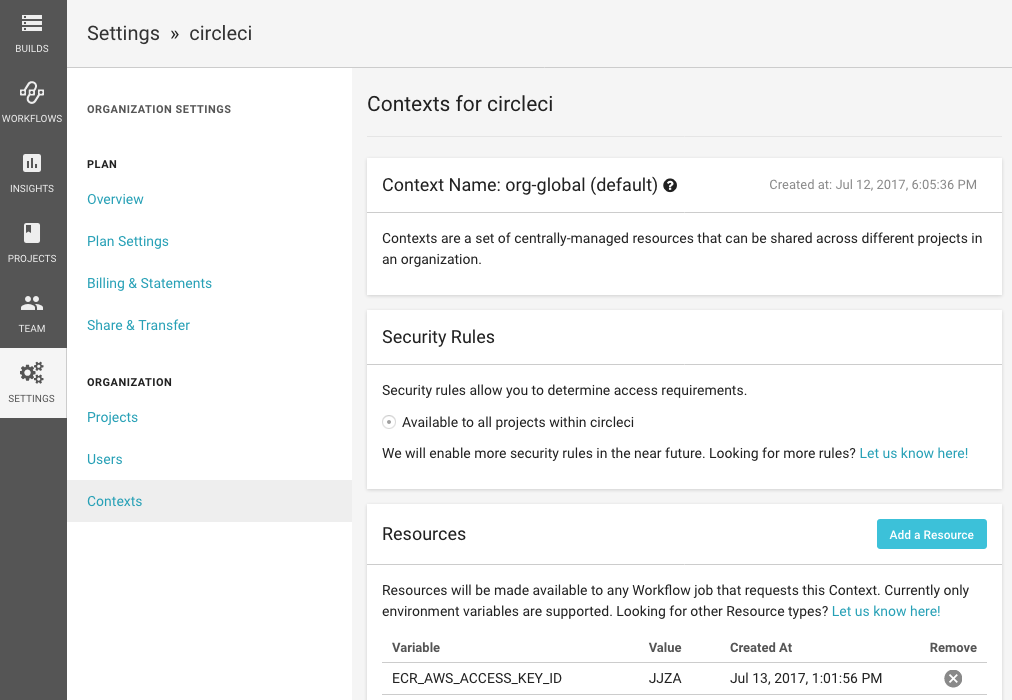 BUILDS
WORKFLOWS
INSIGHTS
PROJECTS
TEAM
SETTINGS
Settings » circleci
ORGANIZATION SETTINGS
PLAN
Overview
Plan Settings
Billing & Statements
Share & Transfer
ORGANIZATION
Projects
Users
Contexts
Contexts for circleci
Context Name: org-global (default) ? Created at: Jul 12, 2017, 6:05:36 PM
Contexts are a set of centrally-managed resources that can be shared across different projects in
an organization.
Security Rules
Security rules allow you to determine access requirements.
Available to all projects within circleci
We will enable more security rules in the near future. Looking for more rules? Let us know here!
Resources Add a Resource
Resources will be made available to any Workflow job that requests this Context. Currently only
environment variables are supported. Looking for other Resource types? Let us know here!
Variable Value Created At Remove
ECR_AWS_ACCESS_KEY_ID JJZA Jul 13, 2017, 1:01:56 PM